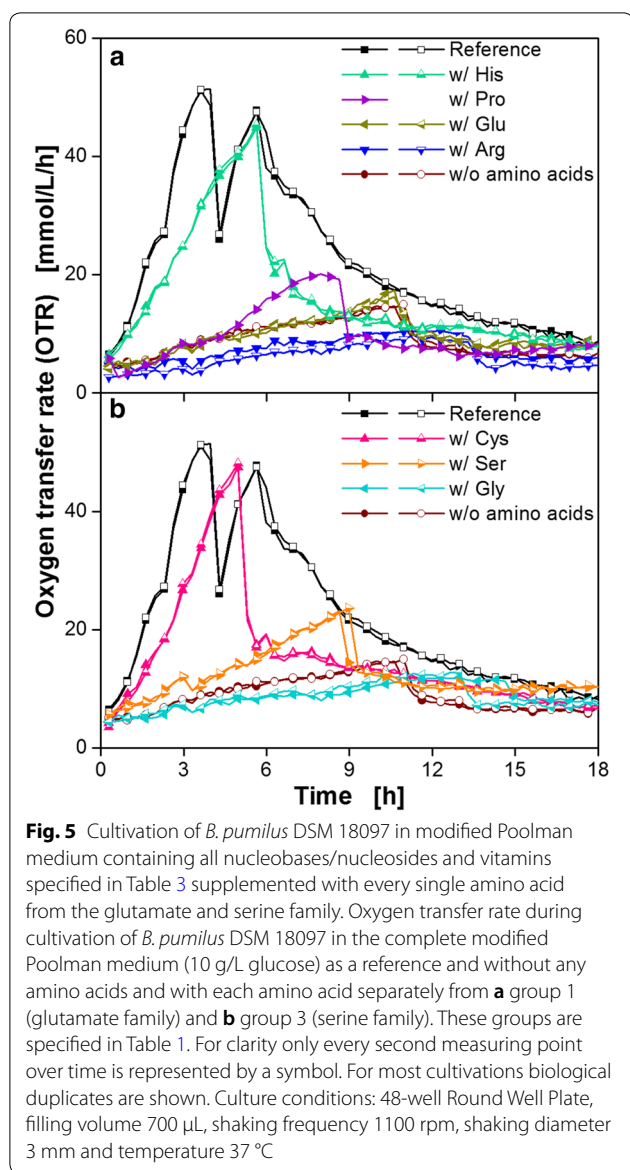 60
40
20
0
a
Reference
w/ His
w/ Pro
w/ Glu
w/ Arg
w/o amino acids
Oxygen transfer rate (OTR) [mmol/L/h]
b
Reference
w/ Cys
w/ Ser
w/ Gly
w/o amino acids
40
20
0
0 3 6 9 12 15 18
Time [h]
Fig. 5 Cultivation of B. pumilus DSM 18097 in modified Poolman
medium containing all nucleobases/nucleosides and vitamins
specified in Table 3 supplemented with every single amino acid
from the glutamate and serine family. Oxygen transfer rate during
cultivation of B. pumilus DSM 18097 in the complete modified
Poolman medium (10 g/L glucose) as a reference and without any
amino acids and with each amino acid separately from a group 1
(glutamate family) and b group 3 (serine family). These groups are
specified in Table 1. For clarity only every second measuring point
over time is represented by a symbol. For most cultivations biological
duplicates are shown. Culture conditions: 48-well Round Well Plate,
filling volume 700 µL, shaking frequency 1100 rpm, shaking diameter
3 mm and temperature 37 °C